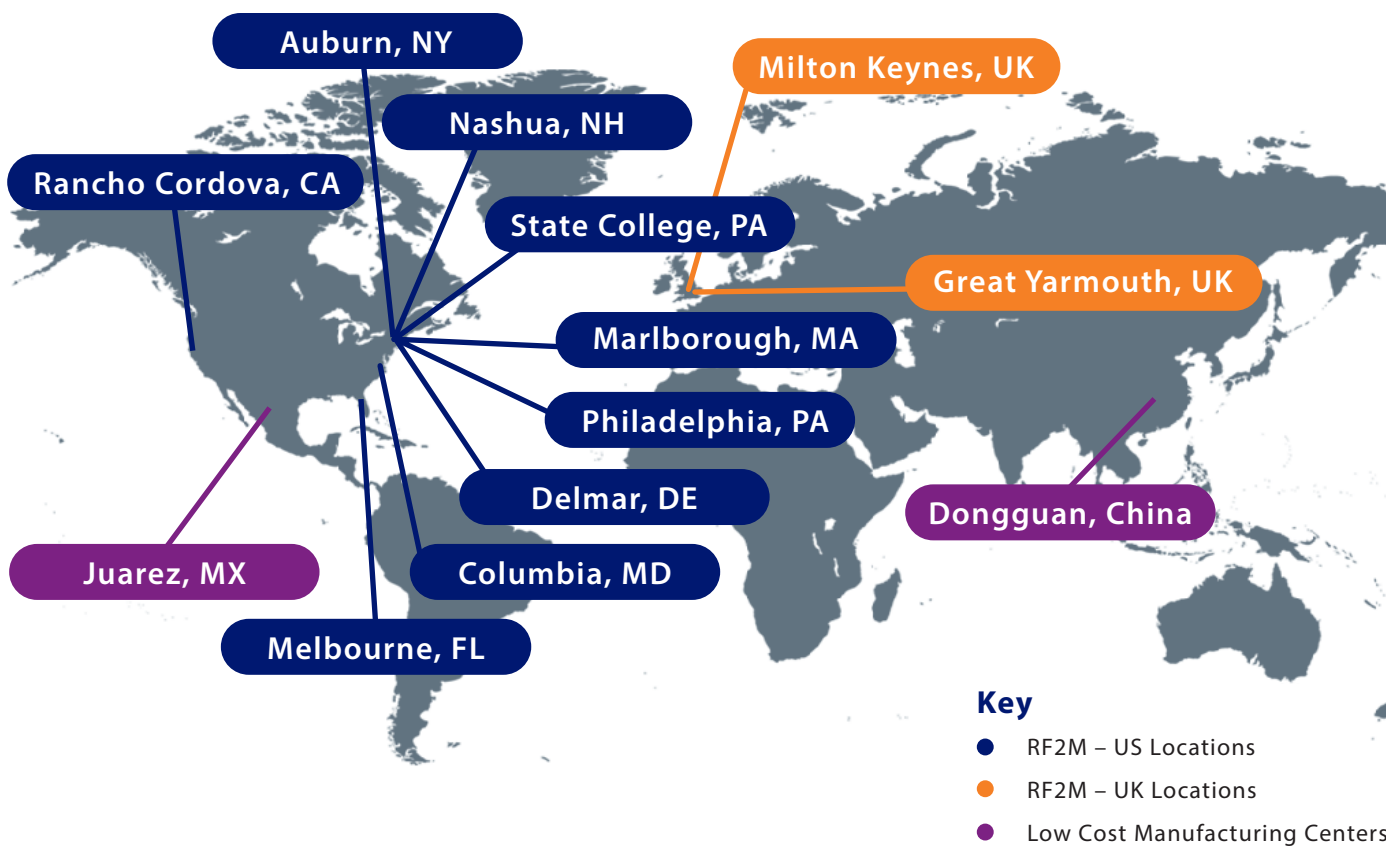 Auburn, NY
Milton Keynes, UK
Nashua, NH
Rancho Cordova, CA
State College, PA
Great Yarmouth, UK
Marlborough, MA
Philadelphia, PA
Delmar, DE
Dongguan, China
Juarez, MX
Columbia, MD
Melbourne, FL
Key
RF2M – US Locations
RF2M – UK Locations
Low Cost Manufacturing Centers